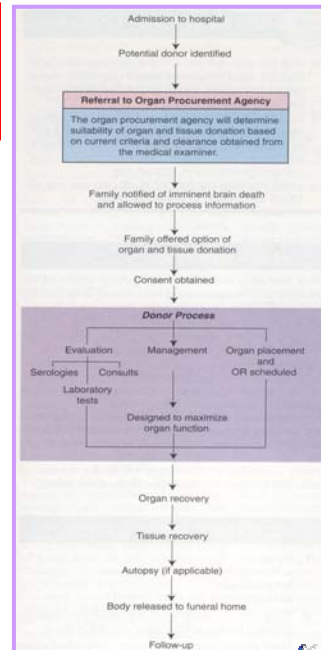 Admission to hospital
Potential donor identified
Referral to Organ Procurement Agency
The organ procurement agency will determine
suitability of organ and tissue donation based
on current criteria and clearance obtained from
the medical examiner.
Family notified of imminent brain death
and allowed to process information
Family offered option of
organ and tissue donation
Consent obtained
Donor Process
Evaluation
Management
Organ placement
and
OR scheduled
Serologies
Consults
Laboratory
tests
Designed to maximize
organ function
Organ recovery
Tissue recovery
Autopsy (if applicable)
Body released to funeral home
Follow-up